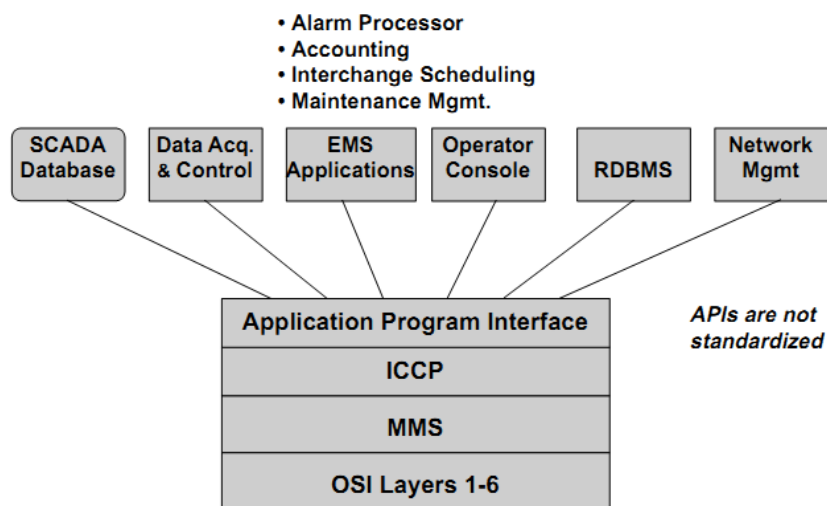 • Alarm Processor
• Accounting
• Interchange Scheduling
• Maintenance Mgmt.
SCADA
Database
Data Acq.
& Control
EMS
Applications
Operator
Console
RDBMS
Network
Mgmt
Application Program Interface
APIs are not
standardized
ICCP
MMS
OSI Layers 1-6